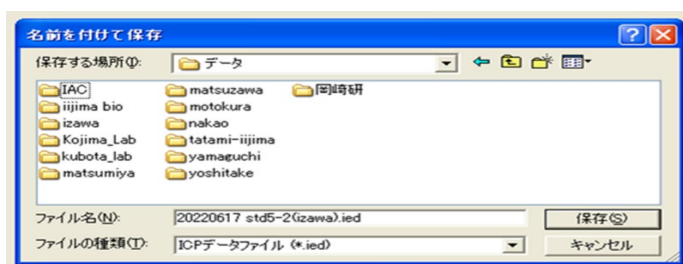 名前を付けて保存
保存する場所(I): データ
IAC matsuzawa 岡崎研
iijima bio motokura
izawa nakao
Kojima_Lab tatami-iijima
kubota_lab yamaguchi
matsumiya yoshitake
ファイル名(N): 20220617 std5-2(izawa).ied 保存(S)
ファイルの種類(T): ICPデータファイル (*.ied) キャンセル